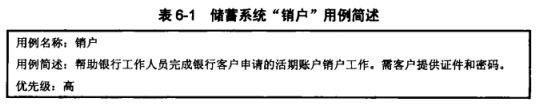 表 6-1 储蓄系统“销户”用例简述
用例名称：销户
用例简述：帮助银行工作人员完成银行客户申请的活期账户销户工作。需客户提供证件和密码。
优先级：高